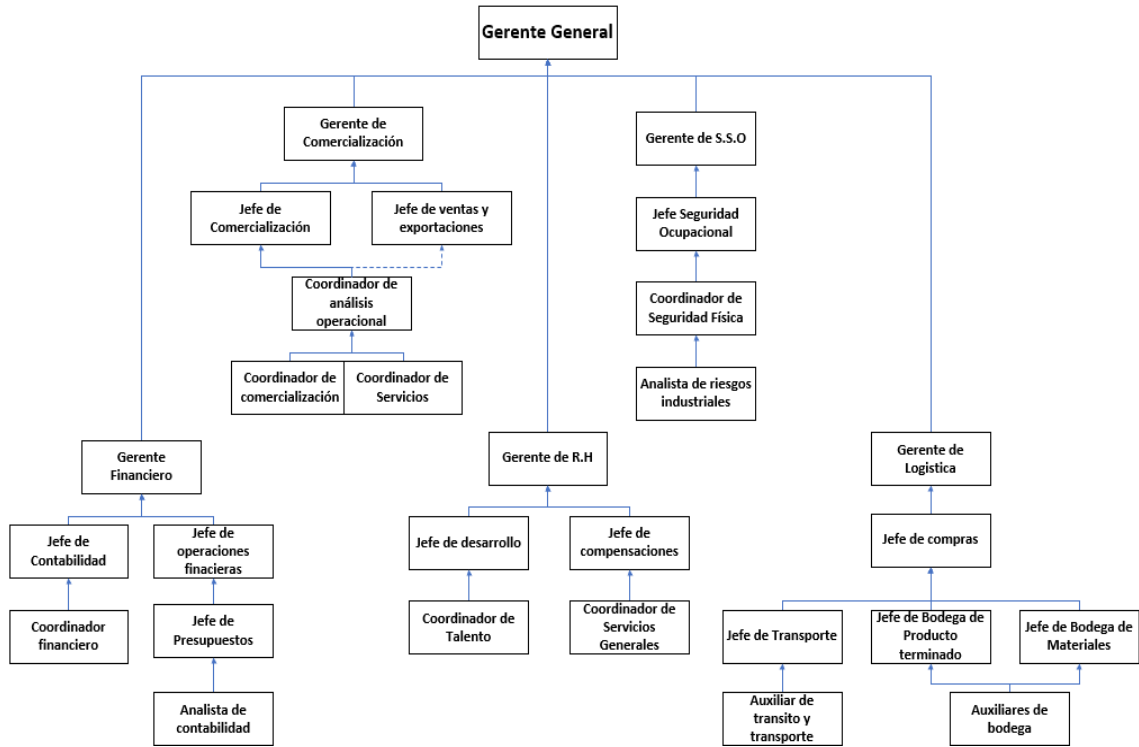 Gerente General
Gerente de
Comercialización
Gerente de S.S.O
Jefe de
Comercialización
Jefe de ventas y
exportaciones
Jefe Seguridad
Ocupacional
Coordinador de
análisis
operacional
Coordinador de
Seguridad Física
Coordinador de
comercialización
Coordinador de
Servicios
Analista de riesgos
industriales
Gerente
Financiero
Gerente de R.H
Gerente de
Logistica
Jefe de
Contabilidad
Jefe de
operaciones
finacieras
Jefe de desarrollo
Jefe de
compensaciones
Jefe de compras
Coordinador
financiero
Jefe de
Presupuestos
Coordinador de
Talento
Coordinador de
Servicios
Generales
Jefe de Transporte
Jefe de Bodega de
Producto
terminado
Jefe de Bodega de
Materiales
Analista de
contabilidad
Auxiliar de
transito y
transporte
Auxiliares de
bodega